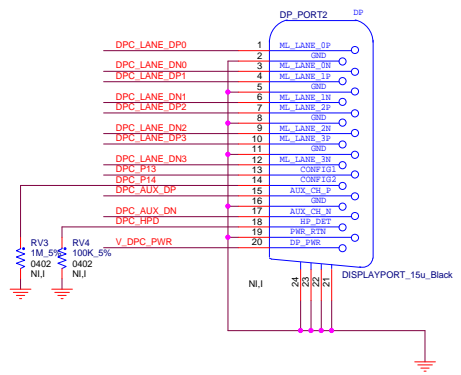 DP_PORT2 DP
DPC_LANE_DP0 1 ML_LANE_0P
2 GND
DPC_LANE_DN0 3 ML_LANE_0N
DPC_LANE_DP1 4 ML_LANE_1P
5 GND
DPC_LANE_DN1 6 ML_LANE_1N
DPC_LANE_DP2 7 ML_LANE_2P
8 GND
DPC_LANE_DN2 9 ML_LANE_2N
DPC_LANE_DP3 10 ML_LANE_3P
11 GND
DPC_LANE_DN3 12 ML_LANE_3N
DPC_P13 13 CONFIG1
DPC_P14 14 CONFIG2
DPC_AUX_DP 15 AUX_CH_P
16 GND
DPC_AUX_DN 17 AUX_CH_N
DPC_HPD 18 HP_DET
19 PWR_RTN
V_DPC_PWR 20 DP_PWR
RV3 RV4
1M_5% 100K_5%
0402 0402
NI,I NI,I
DISPLAYPORT_15u_Black
NI,I
24 23 22 21